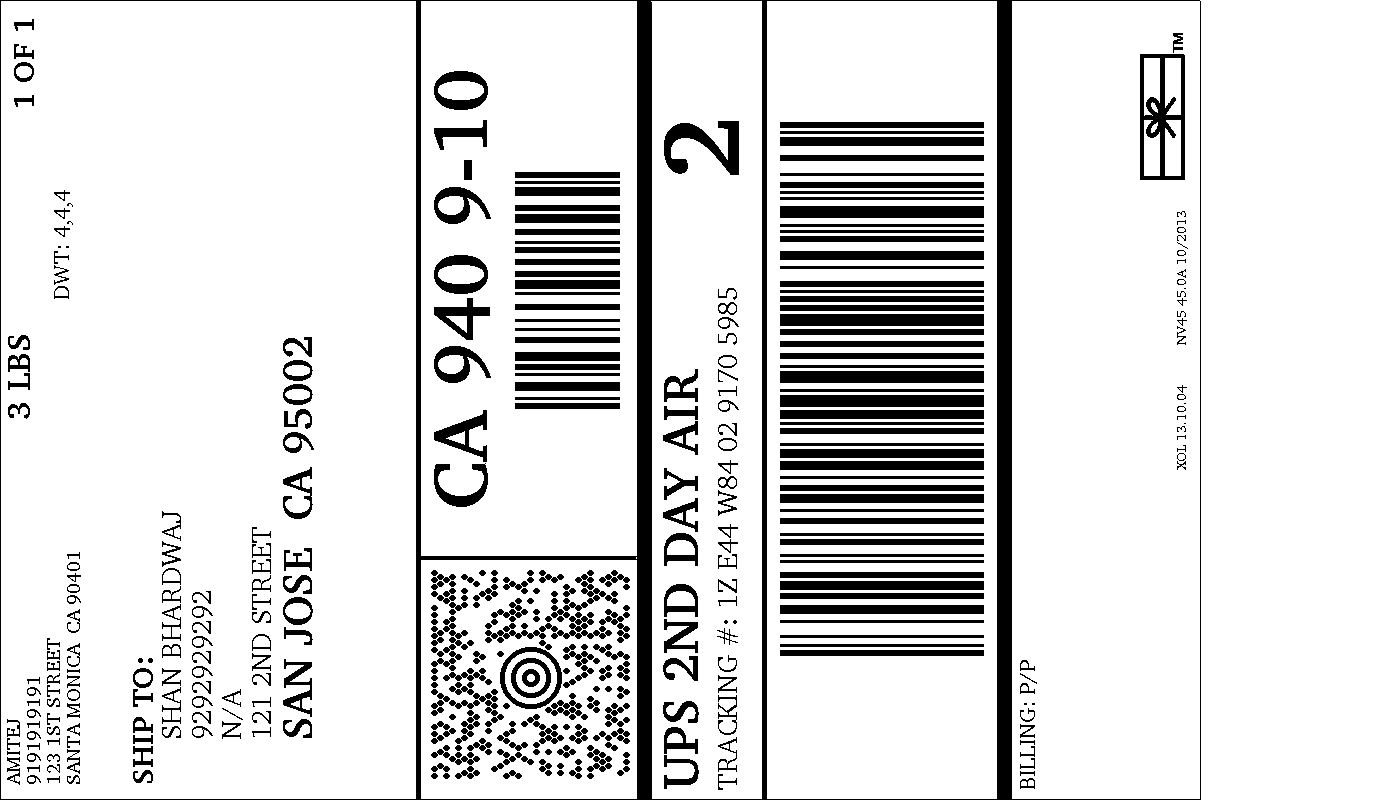 AMITEJ
9191919191
123 1ST STREET
SANTA MONICA CA 90401
3 LBS
1 OF 1
DWT: 4,4,4
SHIP TO:
SHAN BHARDWAJ
9292929292
N/A
121 2ND STREET
SAN JOSE CA 95002
CA 940 9-10
UPS 2ND DAY AIR
2
TRACKING #: 1Z E44 W84 02 9170 5985
BILLING: P/P
XOL 13.10.04 NV45 45.0A 10/2013
TM